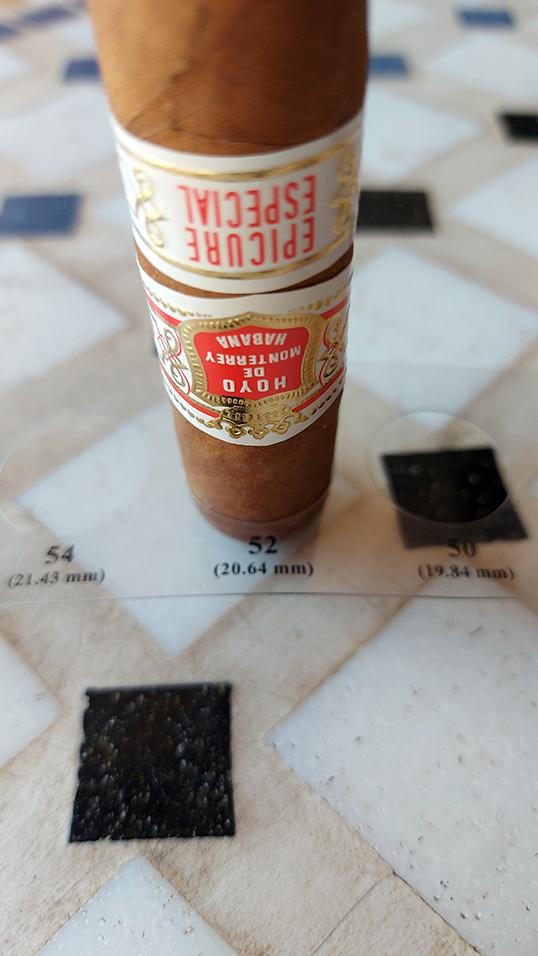 EPICURE
ESPECIAL
HOYO
DE
MONTERREY
HABANA
54
52
50
(21.43 mm)
(20.64 mm)
(19.84 mm)